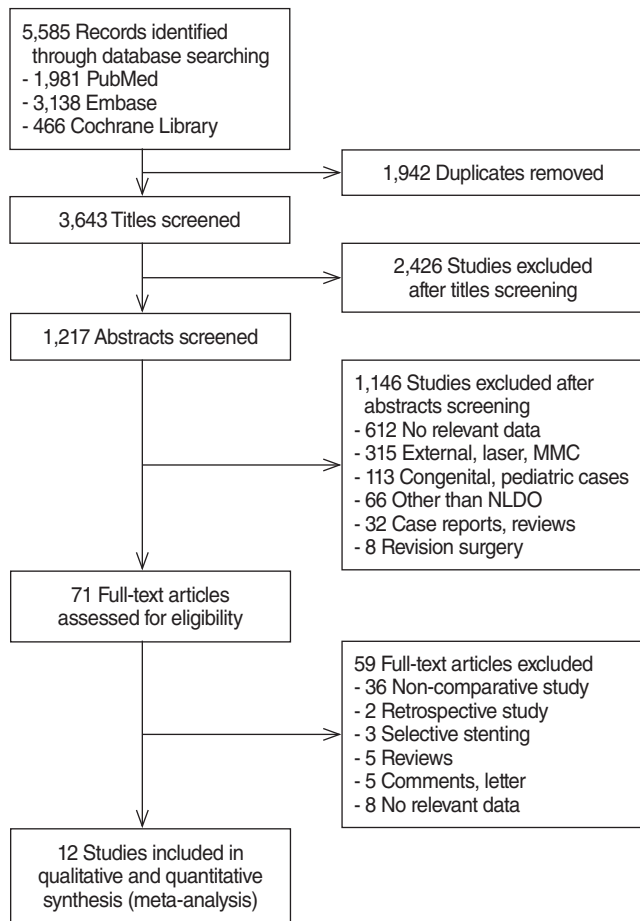 5,585 Records identified
through database searching
- 1,981 PubMed
- 3,138 Embase
- 466 Cochrane Library
1,942 Duplicates removed
3,643 Titles screened
2,426 Studies excluded
after titles screening
1,217 Abstracts screened
1,146 Studies excluded after
abstracts screening
- 612 No relevant data
- 315 External, laser, MMC
- 113 Congenital, pediatric cases
- 66 Other than NLDO
- 32 Case reports, reviews
- 8 Revision surgery
71 Full-text articles
assessed for eligibility
59 Full-text articles excluded
- 36 Non-comparative study
- 2 Retrospective study
- 3 Selective stenting
- 5 Reviews
- 5 Comments, letter
- 8 No relevant data
12 Studies included in
qualitative and quantitative
synthesis (meta-analysis)